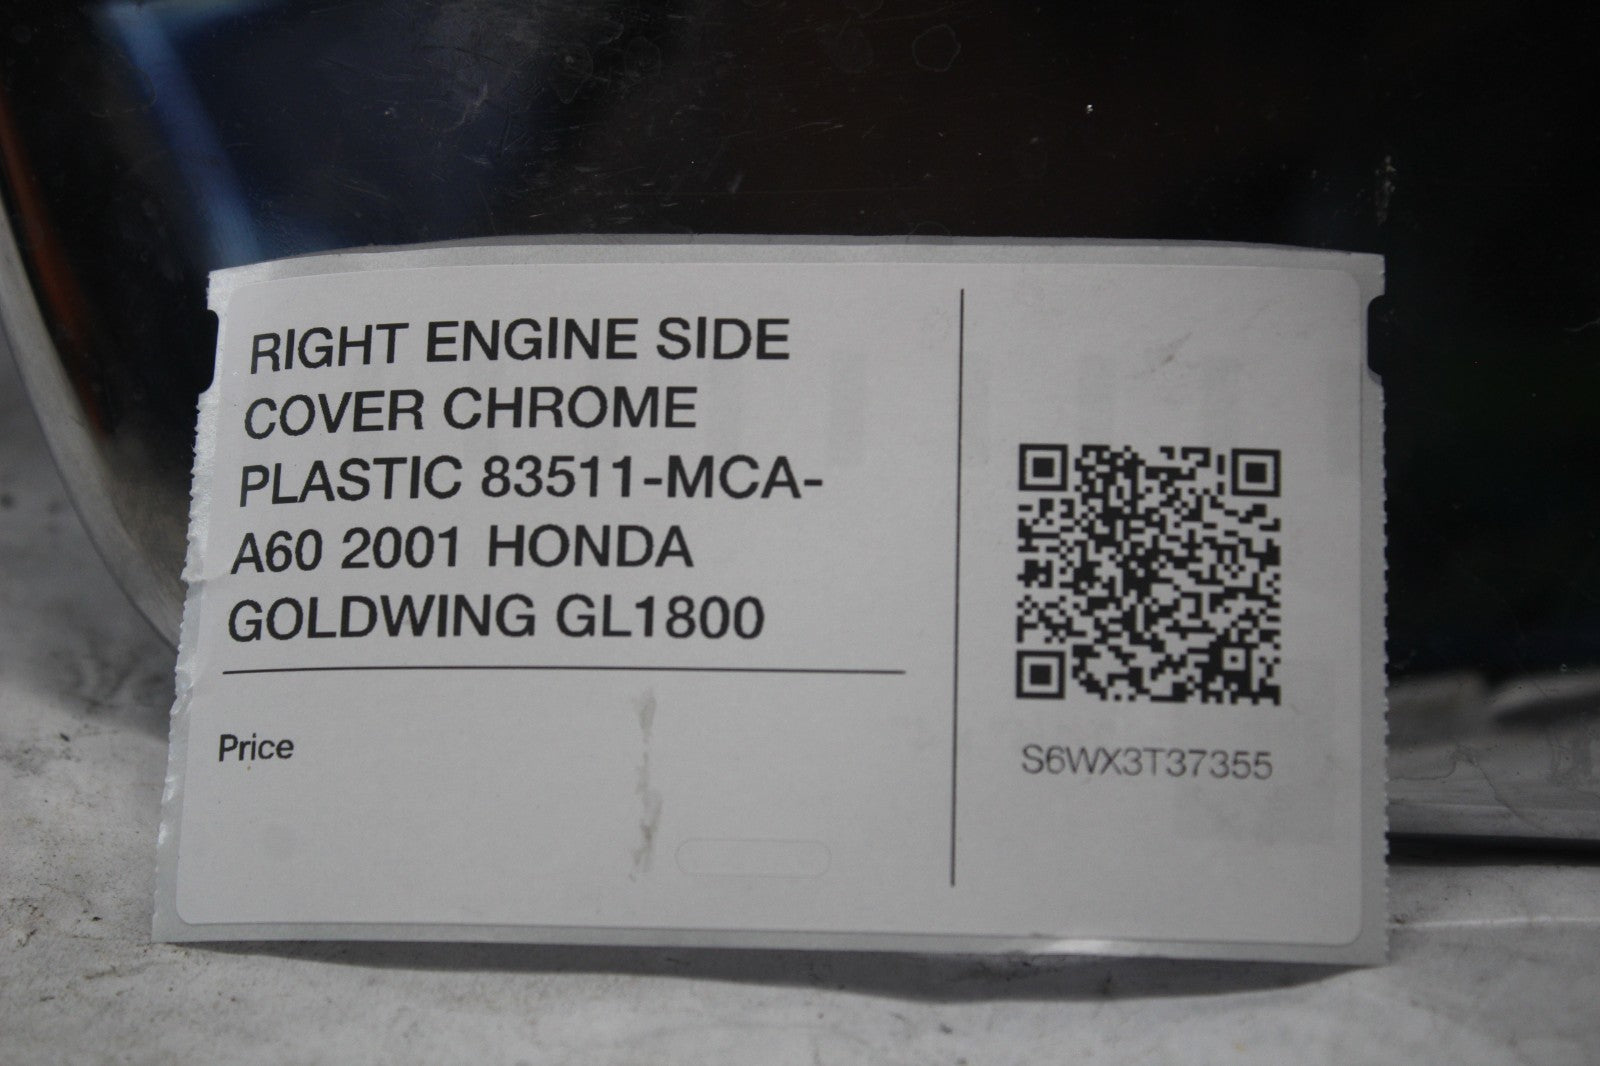 RIGHT ENGINE SIDE
COVER CHROME
PLASTIC 83511-MCA-
A60 2001 HONDA
GOLDWING GL1800
Price
S6WX3T37355